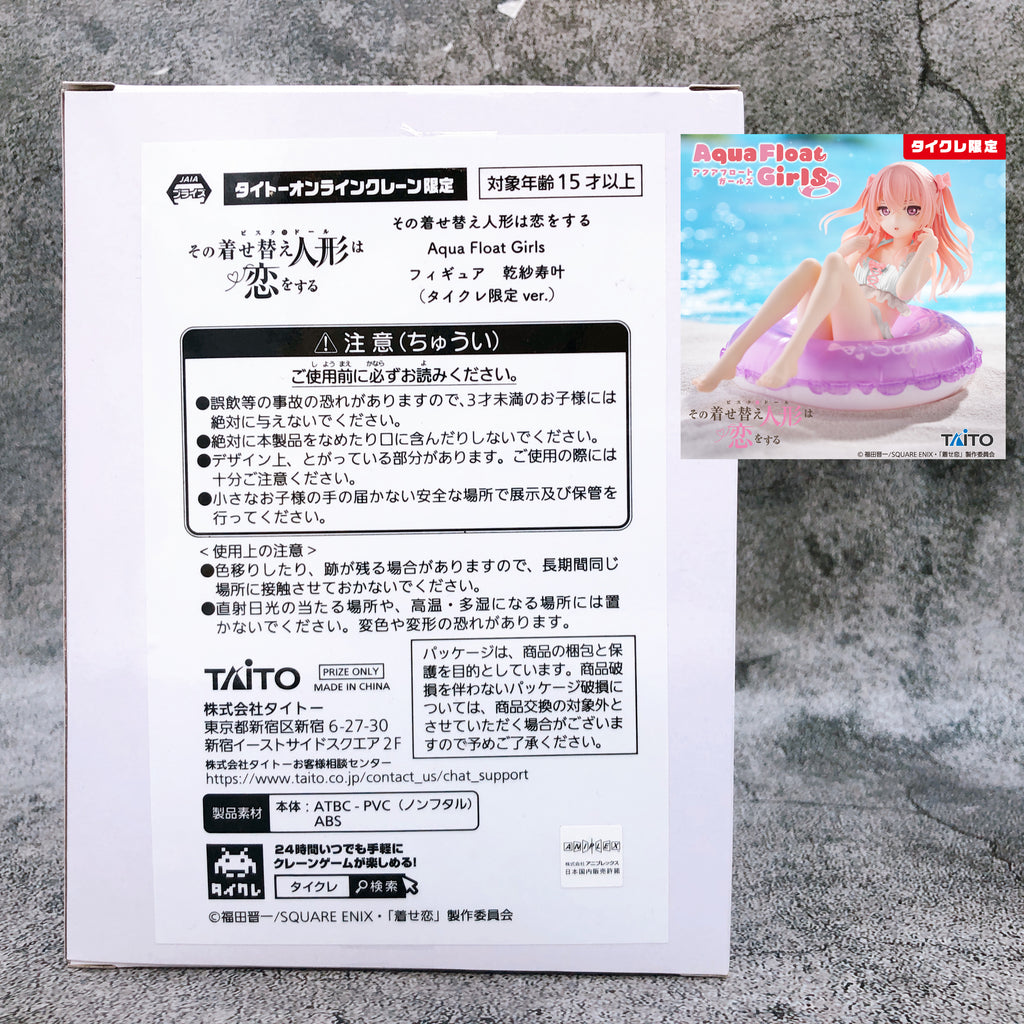 JAIA
プライズ
タイトーオンラインクレーン限定
対象年齢15才以上
ビスク・ドール
その着せ替え人形は
恋をする
その着せ替え人形は恋をする
Aqua Float Girls
フィギュア 乾紗寿叶
（タイクレ限定 ver.）
注意（ちゅうい）
しようまえ かなら よ
ご使用前に必ずお読みください。
●誤飲等の事故の恐れがありますので、3才未満のお子様には
絶対に与えないでください。
●絶対に本製品をなめたり口に含んだりしないでください。
●デザイン上、とがっている部分があります。ご使用の際には
十分ご注意ください。
●小さなお子様の手の届かない安全な場所で展示及び保管を
行ってください。
＜使用上の注意＞
●色移りしたり、跡が残る場合がありますので、長期間同じ
場所に接触させておかないでください。
●直射日光の当たる場所や、高温・多湿になる場所には置
かないでください。変色や変形の恐れがあります。
TAITO
PRIZE ONLY
MADE IN CHINA
株式会社タイトー
東京都新宿区新宿 6-27-30
新宿イーストサイドスクエア 2F
株式会社タイトーお客様相談センター
https://www.taito.co.jp/contact_us/chat_support
パッケージは、商品の梱包と保
護を目的としています。商品破
損を伴わないパッケージ破損に
ついては、商品交換の対象外と
させていただく場合がございま
すので予めご了承ください。
製品素材
本体：ATBC - PVC（ノンフタル）
ABS
タイクレ
24時間いつでも手軽に
クレーンゲームが楽しめる!
タイクレ
検索
ANIPLEX
株式会社アニプレックス
日本国内販売許諾
©福田晋一/SQUARE ENIX・「着せ恋」製作委員会
タイクレ限定
Aqua Float
アクアフロート
ガールズ
Girls
ビスク・ドール
その着せ替え人形は
恋をする
TAITO
©福田晋一/SQUARE ENIX・「着せ恋」製作委員会